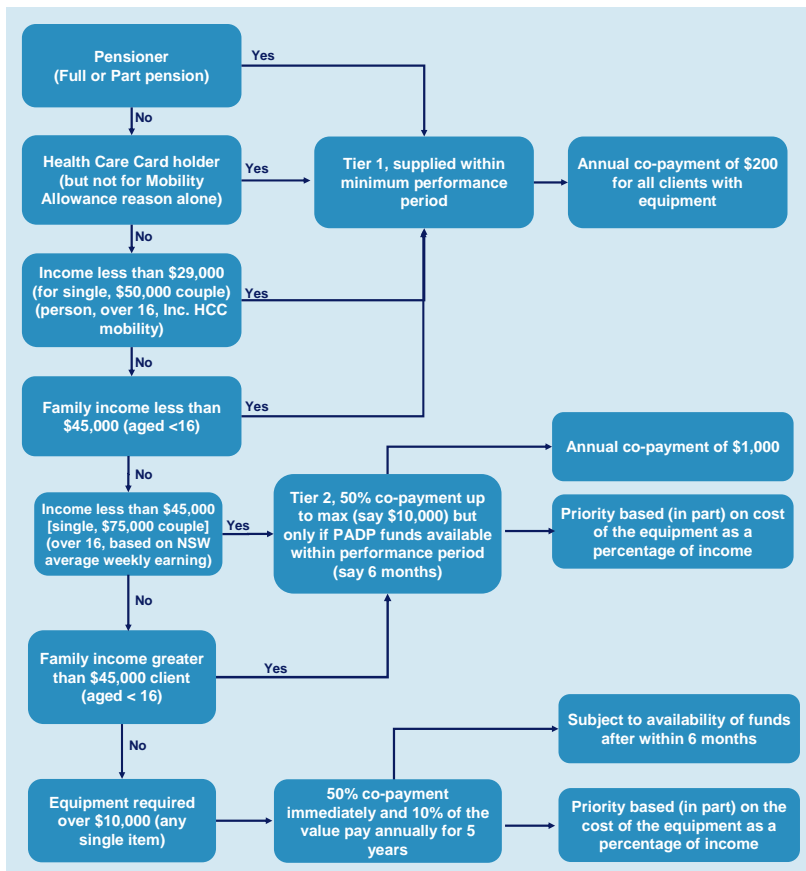 Pensioner
(Full or Part pension)
Yes
No
Health Care Card holder
(but not for Mobility
Allowance reason alone)
Yes
Tier 1, supplied within
minimum performance
period
Annual co-payment of $200
for all clients with
equipment
No
Income less than $29,000
(for single, $50,000 couple)
(person, over 16, Inc. HCC
mobility)
Yes
No
Family income less than
$45,000 (aged <16)
Yes
No
Annual co-payment of $1,000
Income less than $45,000
[single, $75,000 couple]
(over 16, based on NSW
average weekly earning)
Yes
Tier 2, 50% co-payment up
to max (say $10,000) but
only if PADP funds available
within performance period
(say 6 months)
Priority based (in part) on cost
of the equipment as a
percentage of income
No
Family income greater
than $45,000 client
(aged < 16)
Yes
No
Subject to availability of funds
after within 6 months
Equipment required
over $10,000 (any
single item)
50% co-payment
immediately and 10% of the
value pay annually for 5
years
Priority based (in part) on the
cost of the equipment as a
percentage of income